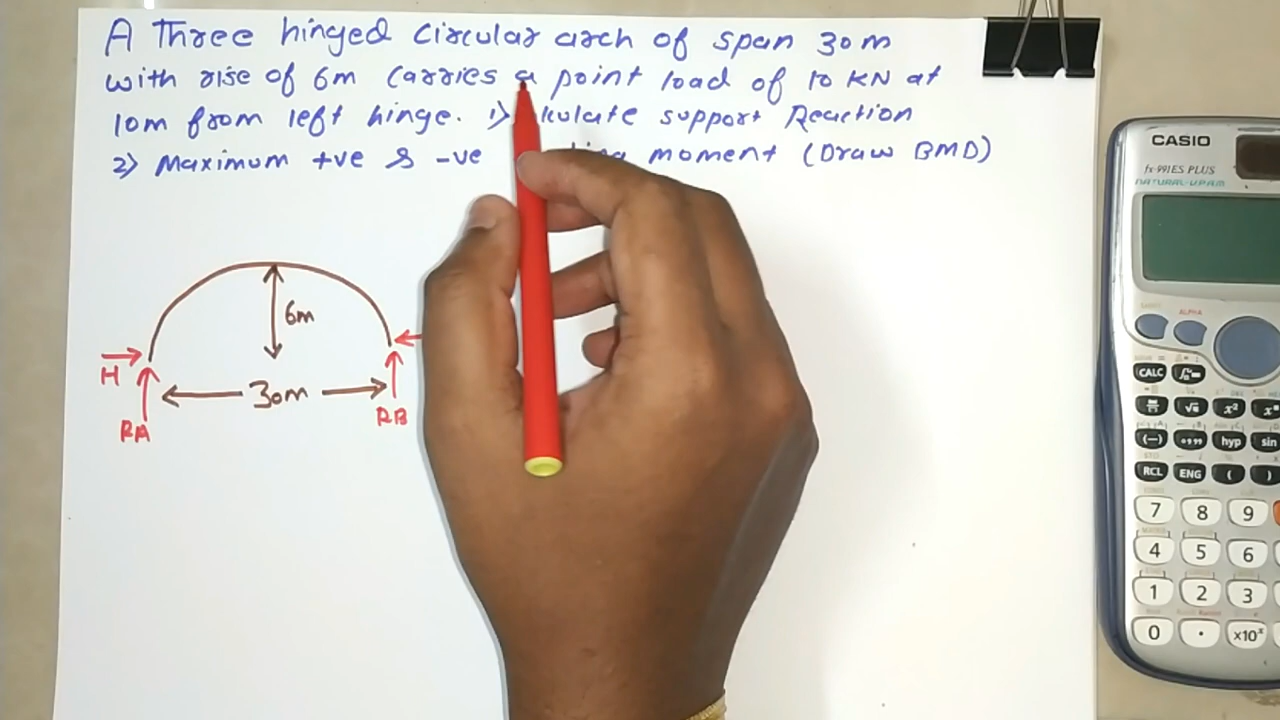 A Three hinged circular arch of span 30m
with rise of 6m carries a point load of 10 KN at
10m from left hinge. 1) lculate support Reaction
2) Maximum +ve & -ve moment (Draw BMD)
6m
H
30m
RA
RB
CASIO
fx-991ES PLUS
NATURAL-V.P.A.M.
ALPHA
CALC
hyp
sin
RCL
ENG
(
)
7
8
9
4
5
6
1
2
3
0
.
×10ˣ